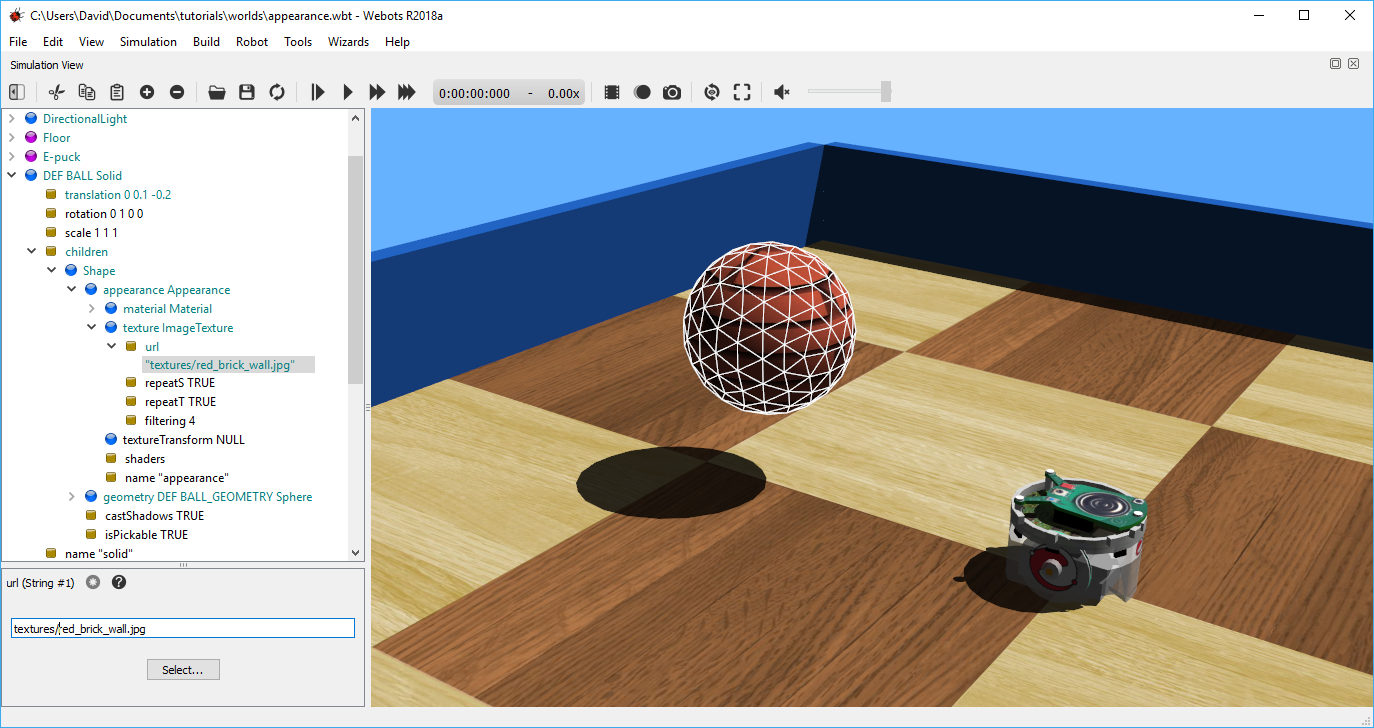 C:\Users\David\Documents\tutorials\worlds\appearance.wbt - Webots R2018a
File Edit View Simulation Build Robot Tools Wizards Help
Simulation View
0:00:00:000 - 0.00x
DirectionalLight
Floor
E-puck
DEF BALL Solid
translation 0 0.1 -0.2
rotation 0 1 0 0
scale 1 1 1
children
Shape
appearance Appearance
material Material
texture ImageTexture
url
"textures/red_brick_wall.jpg"
repeatS TRUE
repeatT TRUE
filtering 4
textureTransform NULL
shaders
name "appearance"
geometry DEF BALL_GEOMETRY Sphere
castShadows TRUE
isPickable TRUE
name "solid"
url (String #1)
textures/red_brick_wall.jpg
Select...